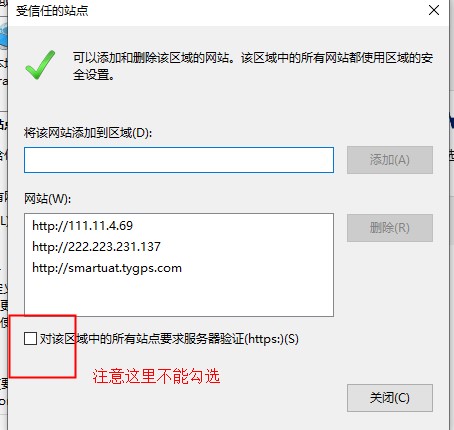 受信任的站点
可以添加和删除该区域的网站。该区域中的所有网站都使用区域的安
全设置。
将该网站添加到区域(D):
添加(A)
网站(W):
http://111.11.4.69
http://222.223.231.137
http://smartuat.tygps.com
删除(R)
对该区域中的所有站点要求服务器验证(https:)(S)
注意这里不能勾选
关闭(C)